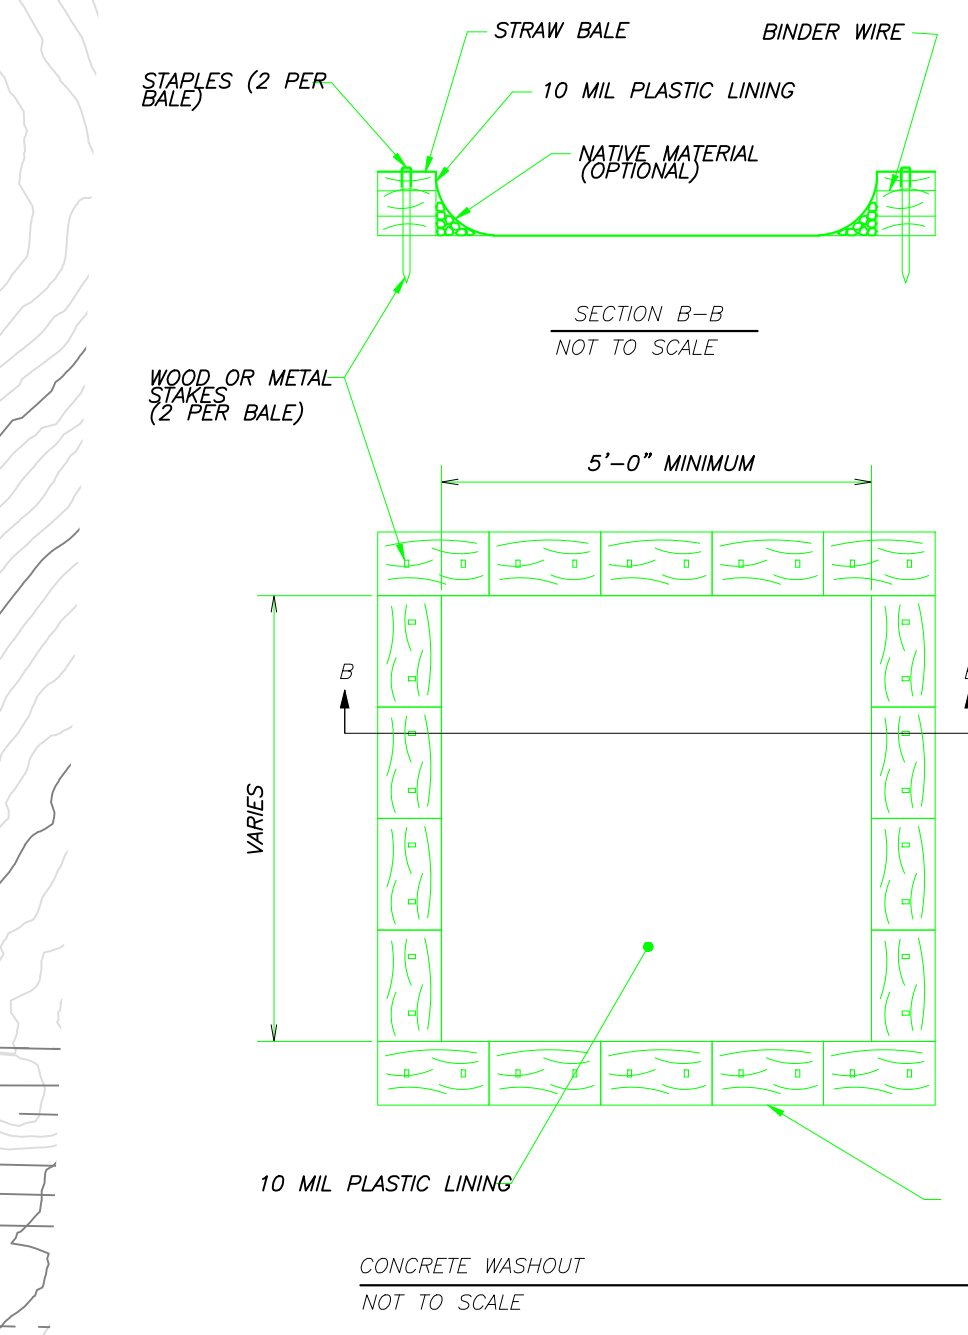 STRAW BALE
BINDER WIRE
STAPLES (2 PER
BALE)
10 MIL PLASTIC LINING
NATIVE MATERIAL
(OPTIONAL)
SECTION B-B
NOT TO SCALE
WOOD OR METAL
STAKES
(2 PER BALE)
5'-0" MINIMUM
B
VARIES
10 MIL PLASTIC LINING
CONCRETE WASHOUT
NOT TO SCALE